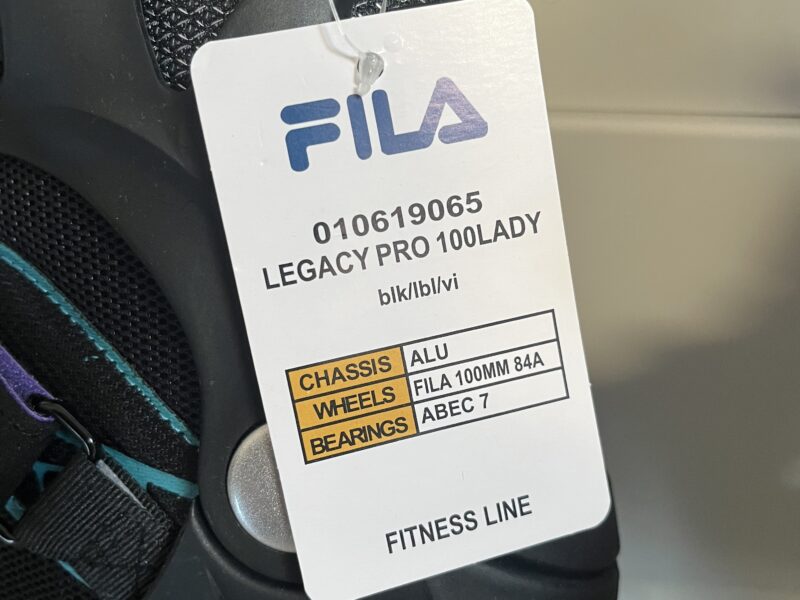 FILA
010619065
LEGACY PRO 100LADY
blk/lbl/vi
CHASSIS ALU
WHEELS FILA 100MM 84A
BEARINGS ABEC 7
FITNESS LINE